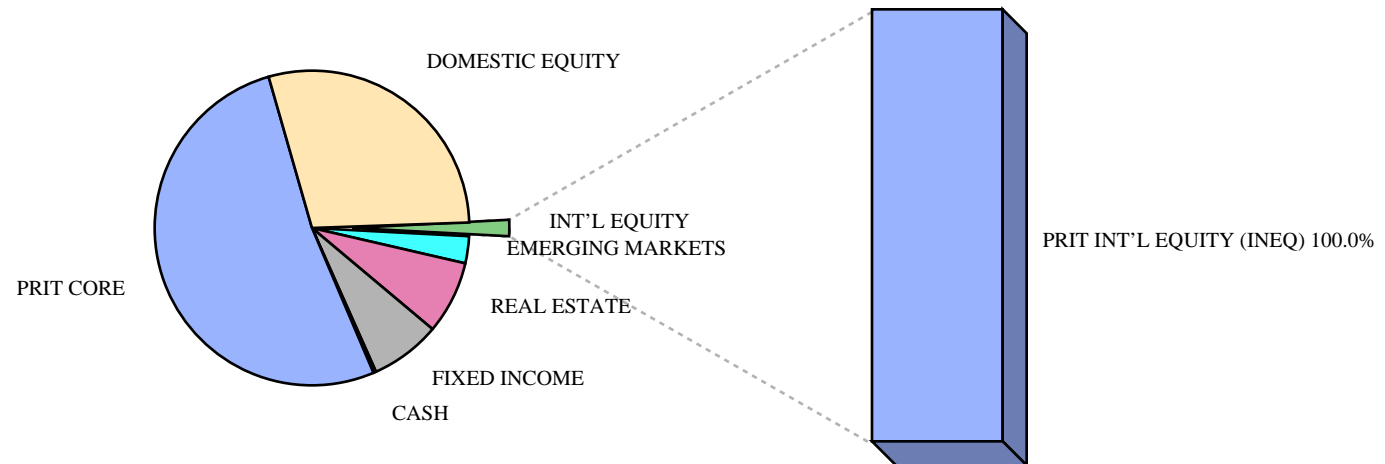 DOMESTIC EQUITY
INT’L EQUITY
EMERGING MARKETS
PRIT INT’L EQUITY (INEQ) 100.0%
PRIT CORE
REAL ESTATE
FIXED INCOME
CASH